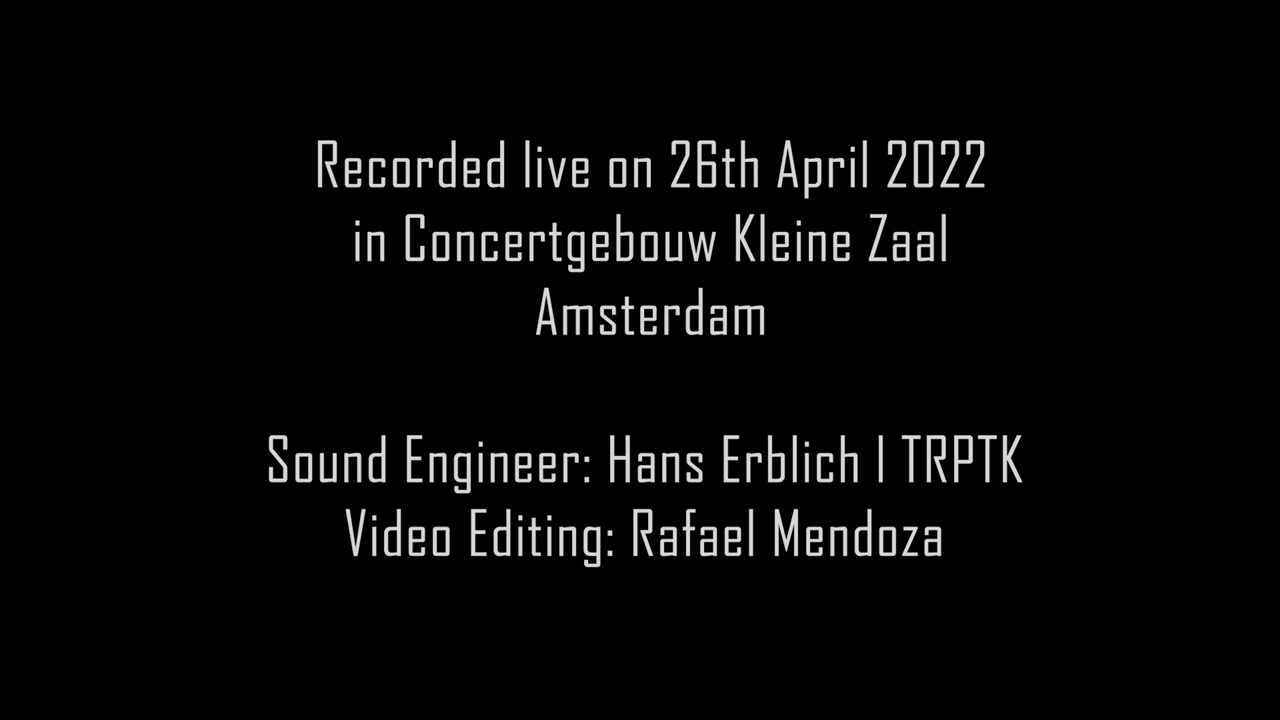 Recorded live on 26th April 2022
in Concertgebouw Kleine Zaal
Amsterdam
Sound Engineer: Hans Erblich | TRPTK
Video Editing: Rafael Mendoza